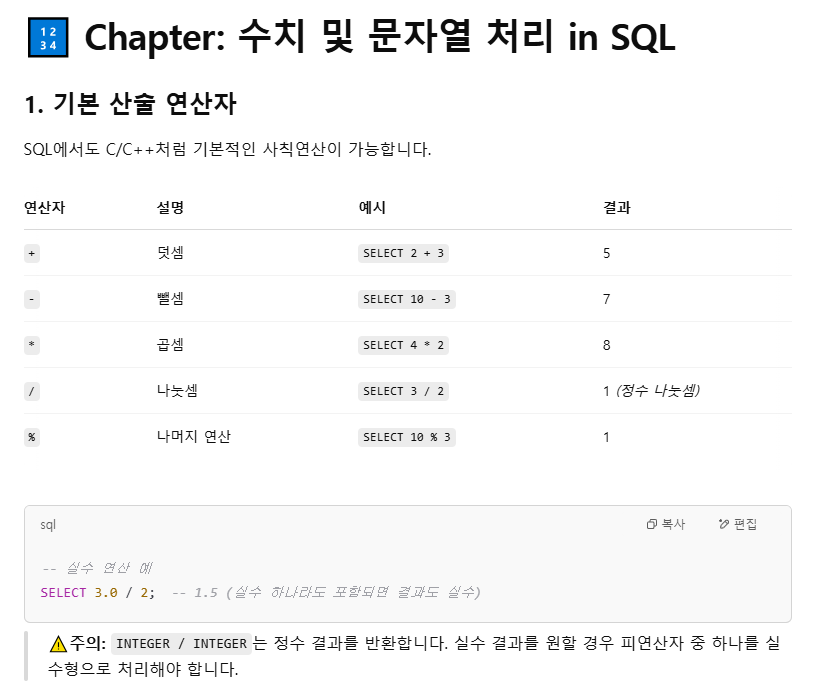 1 2 3 4 Chapter: 수치 및 문자열 처리 in SQL
1. 기본 산술 연산자
SQL에서도 C/C++처럼 기본적인 사칙연산이 가능합니다.
연산자 설명 예시 결과
+ 덧셈 SELECT 2 + 3 5
- 뺄셈 SELECT 10 - 3 7
* 곱셈 SELECT 4 * 2 8
/ 나눗셈 SELECT 3 / 2 1 (정수 나눗셈)
% 나머지 연산 SELECT 10 % 3 1
sql 복사 편집
-- 실수 연산 예
SELECT 3.0 / 2; -- 1.5 (실수 하나라도 포함되면 결과도 실수)
⚠️주의: INTEGER / INTEGER는 정수 결과를 반환합니다. 실수 결과를 원할 경우 피연산자 중 하나를 실
수형으로 처리해야 합니다.